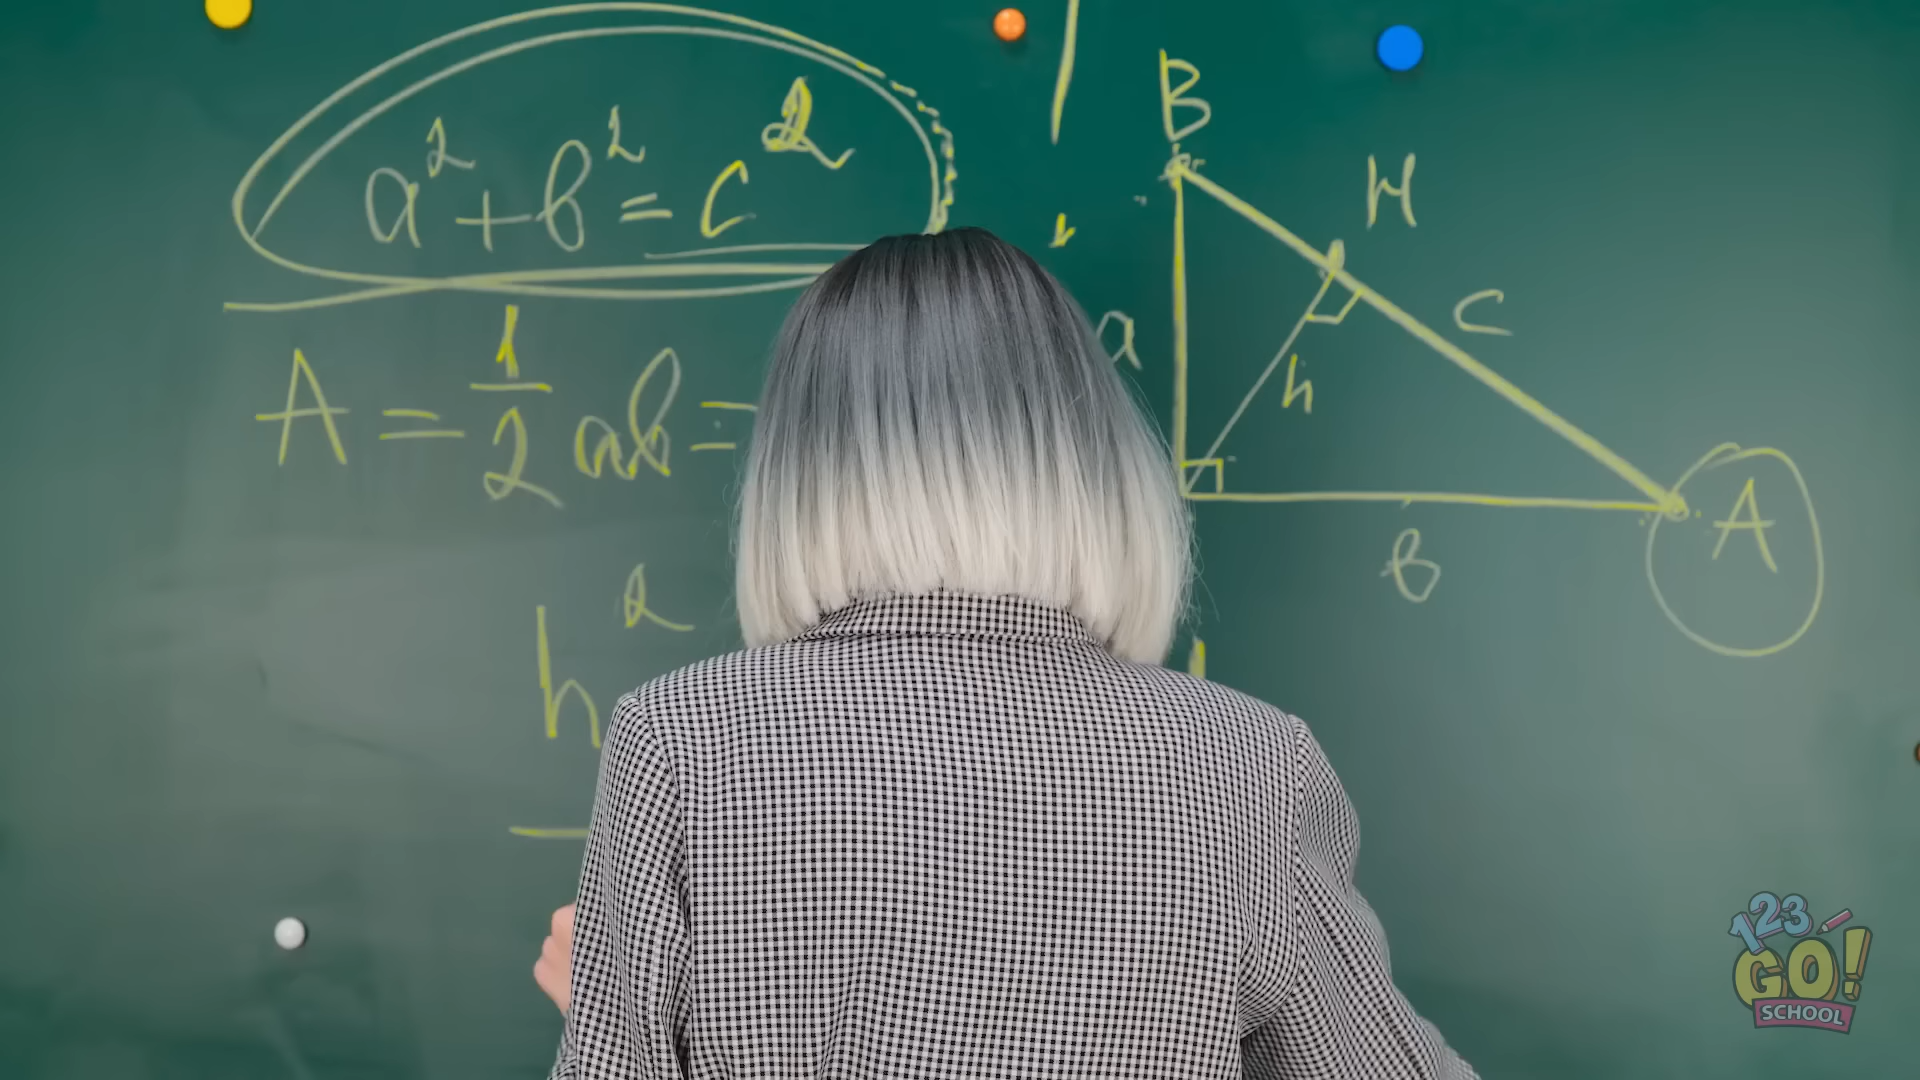 a² + b² = c²
A = 1/2 ab =
h²
B
H
a
c
h
b
A
123
GO!
SCHOOL